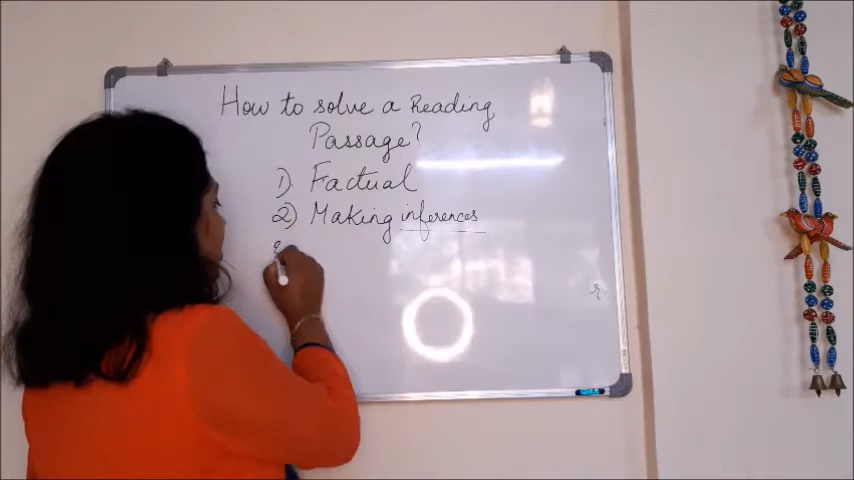 How to solve a Reading
Passage?
1) Factual
2) Making inferences